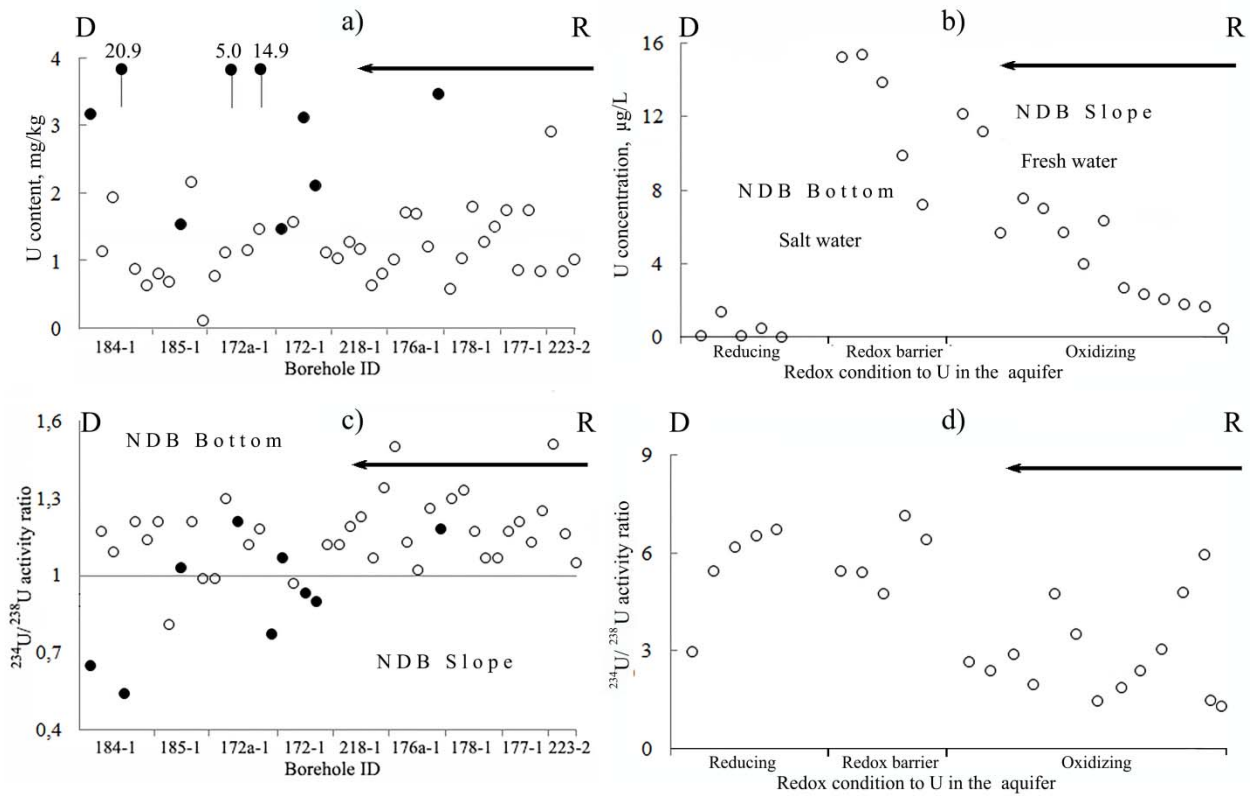 D
a)
R
20.9
5.0
14.9
4
3
2
1
0
U content, mg/kg
184-1
185-1
172a-1
172-1
218-1
176a-1
178-1
177-1
223-2
Borehole ID
D
b)
R
16
12
8
4
0
U concentration, µg/L
NDB Slope
Fresh water
NDB Bottom
Salt water
Reducing
Redox barrier
Oxidizing
Redox condition to U in the aquifer
D
c)
R
NDB Bottom
1,6
1,3
1
0,7
0,4
234U/238U activity ratio
NDB Slope
184-1
185-1
172a-1
172-1
218-1
176a-1
178-1
177-1
223-2
Borehole ID
D
d)
R
9
6
3
0
234U/ 238U activity ratio
Reducing
Redox barrier
Oxidizing
Redox condition to U in the aquifer